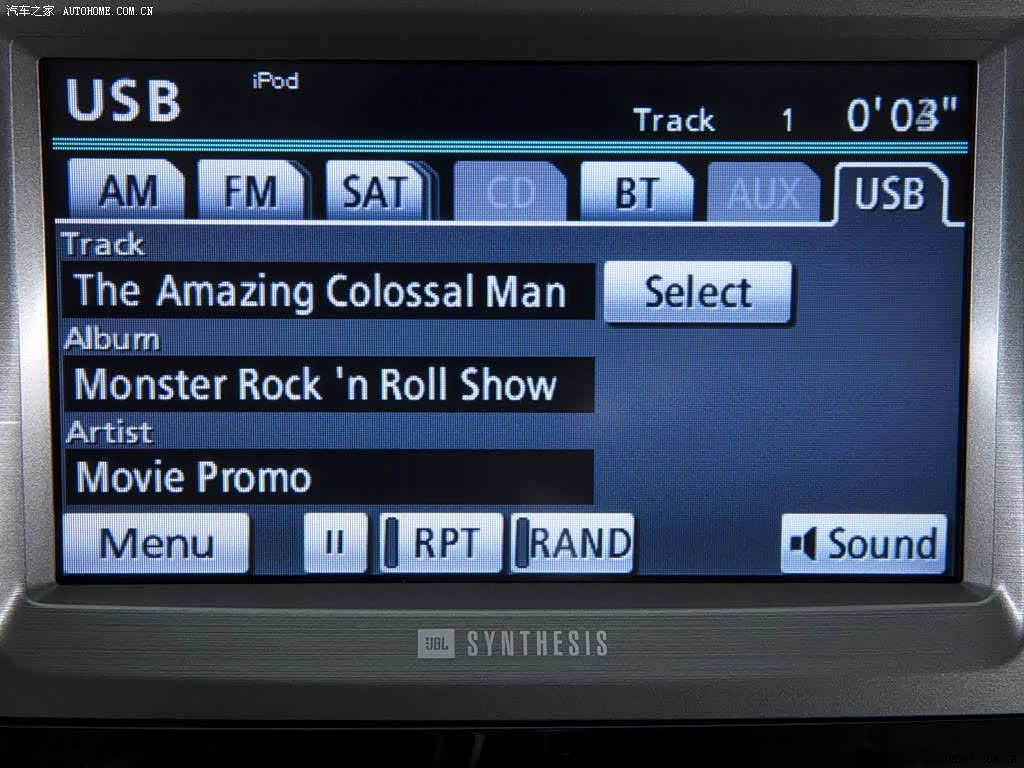 汽车之家 AUTOHOME.COM.CN
USB iPod Track 1
AM FM SAT CD BT AUX USB
Track
The Amazing Colossal Man Select
Album
Monster Rock 'n Roll Show
Artist
Movie Promo
Menu II RPT RAND Sound
JBL SYNTHESIS